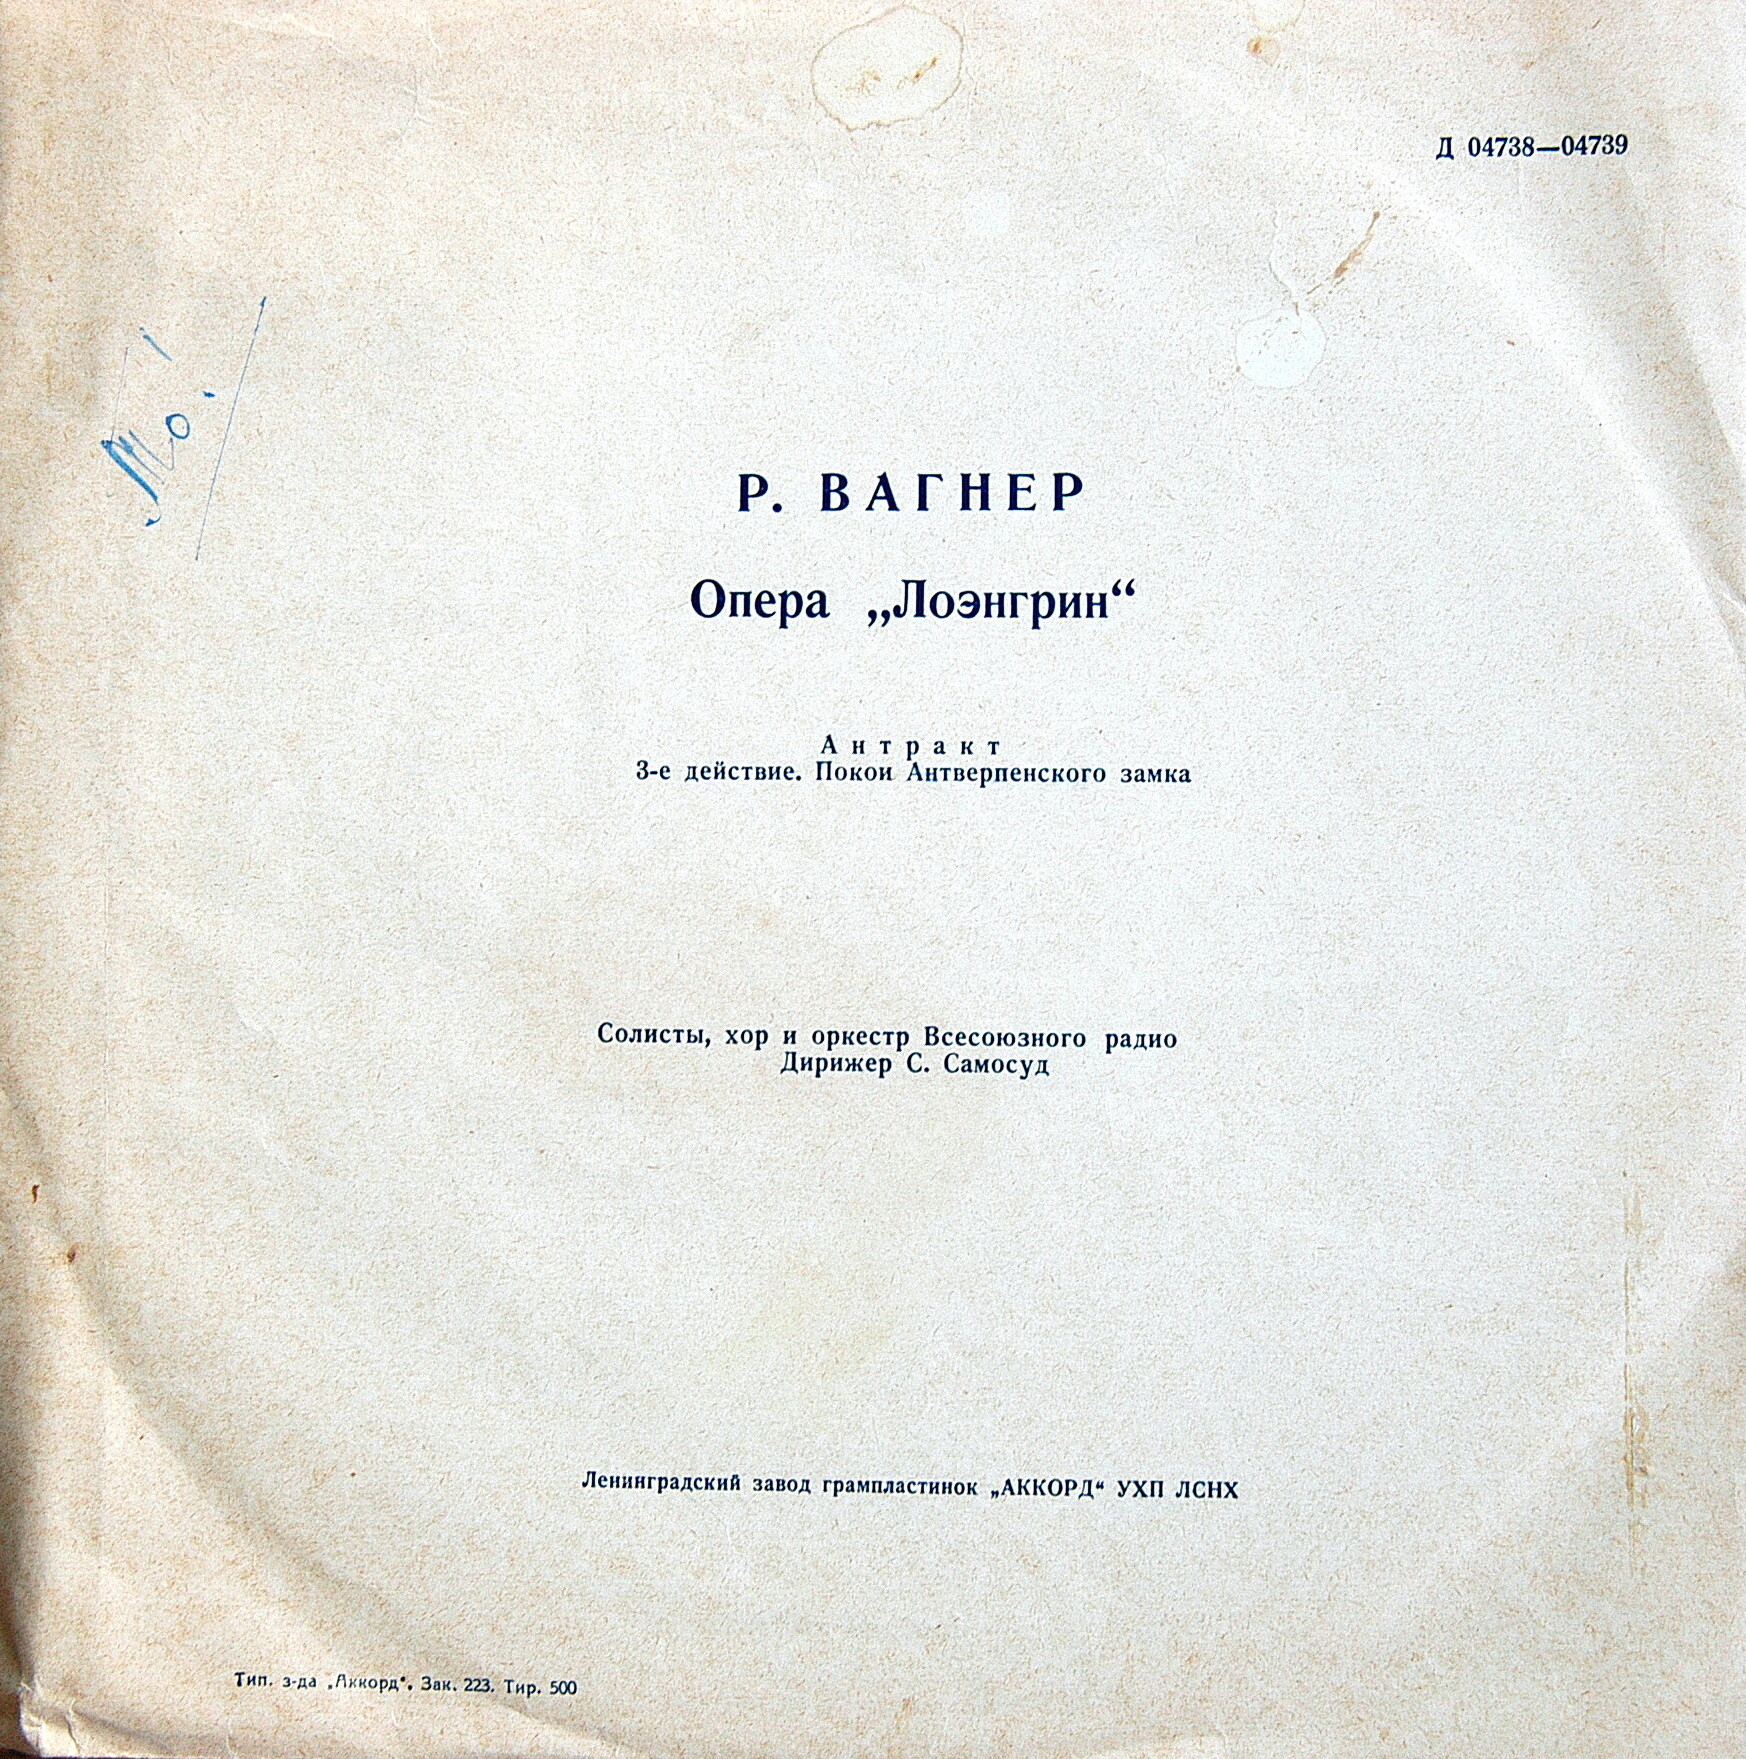 Д 04738—04739
Р. ВАГНЕР
Опера „Лоэнгрин“
Антракт
3-е действие. Покои Антверпенского замка
Солисты, хор и оркестр Всесоюзного радио
Дирижер С. Самосуд
Ленинградский завод грампластинок „АККОРД“ УХП ЛСНХ
Тип. з-да „Аккорд“. Зак. 223. Тир. 500